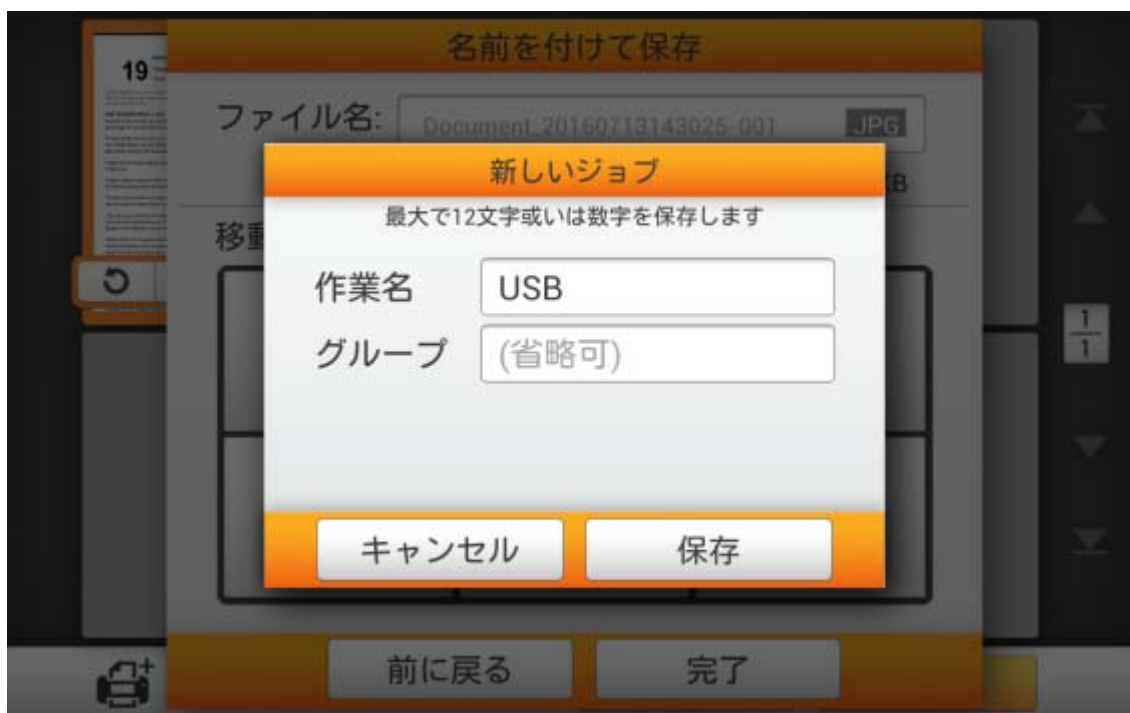 名前を付けて保存
19
ファイル名: Document_20160713143025-001 JPG
新しいジョブ
最大で12文字或いは数字を保存します
作業名 USB
グループ (省略可)
キャンセル 保存
1
1
前に戻る 完了